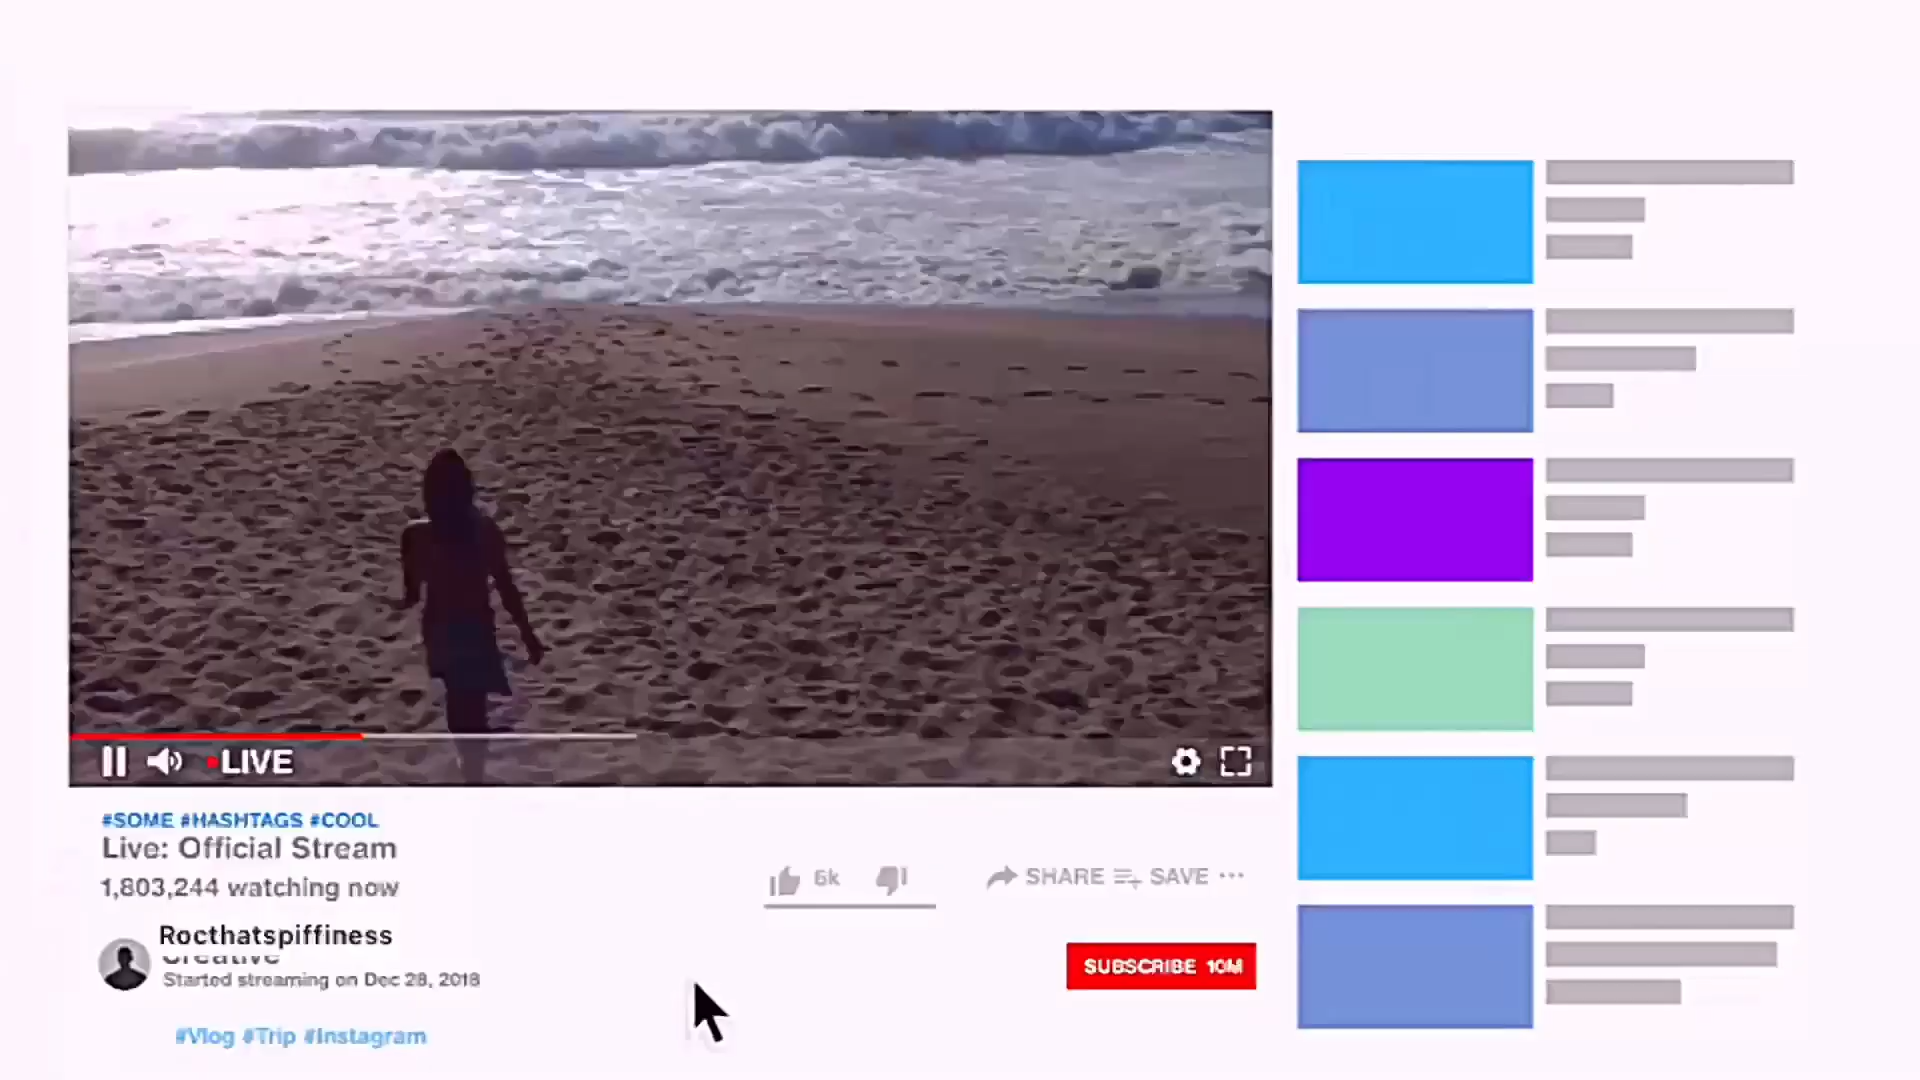 LIVE
#SOME #HASHTAGS #COOL
Live: Official Stream
1,803,244 watching now
6k
SHARE SAVE
Rocthatspiffiness
Creative
Started streaming on Dec 28, 2018
SUBSCRIBE 10M
#Vlog #Trip #Instagram